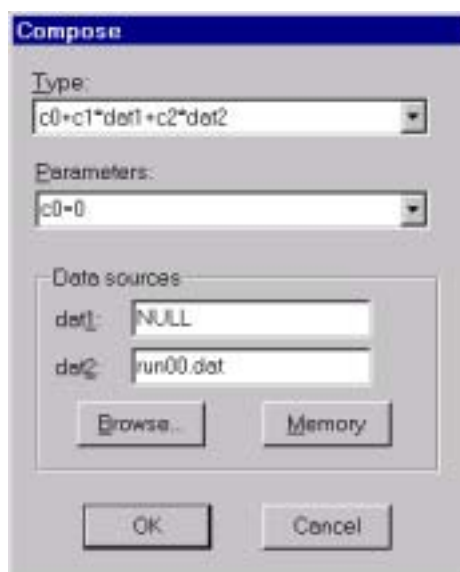 Compose
Type:
c0+c1*dat1+c2*dat2
Parameters:
c0=0
Data sources
dat1: NULL
dat2: run00.dat
Browse... Memory
OK Cancel